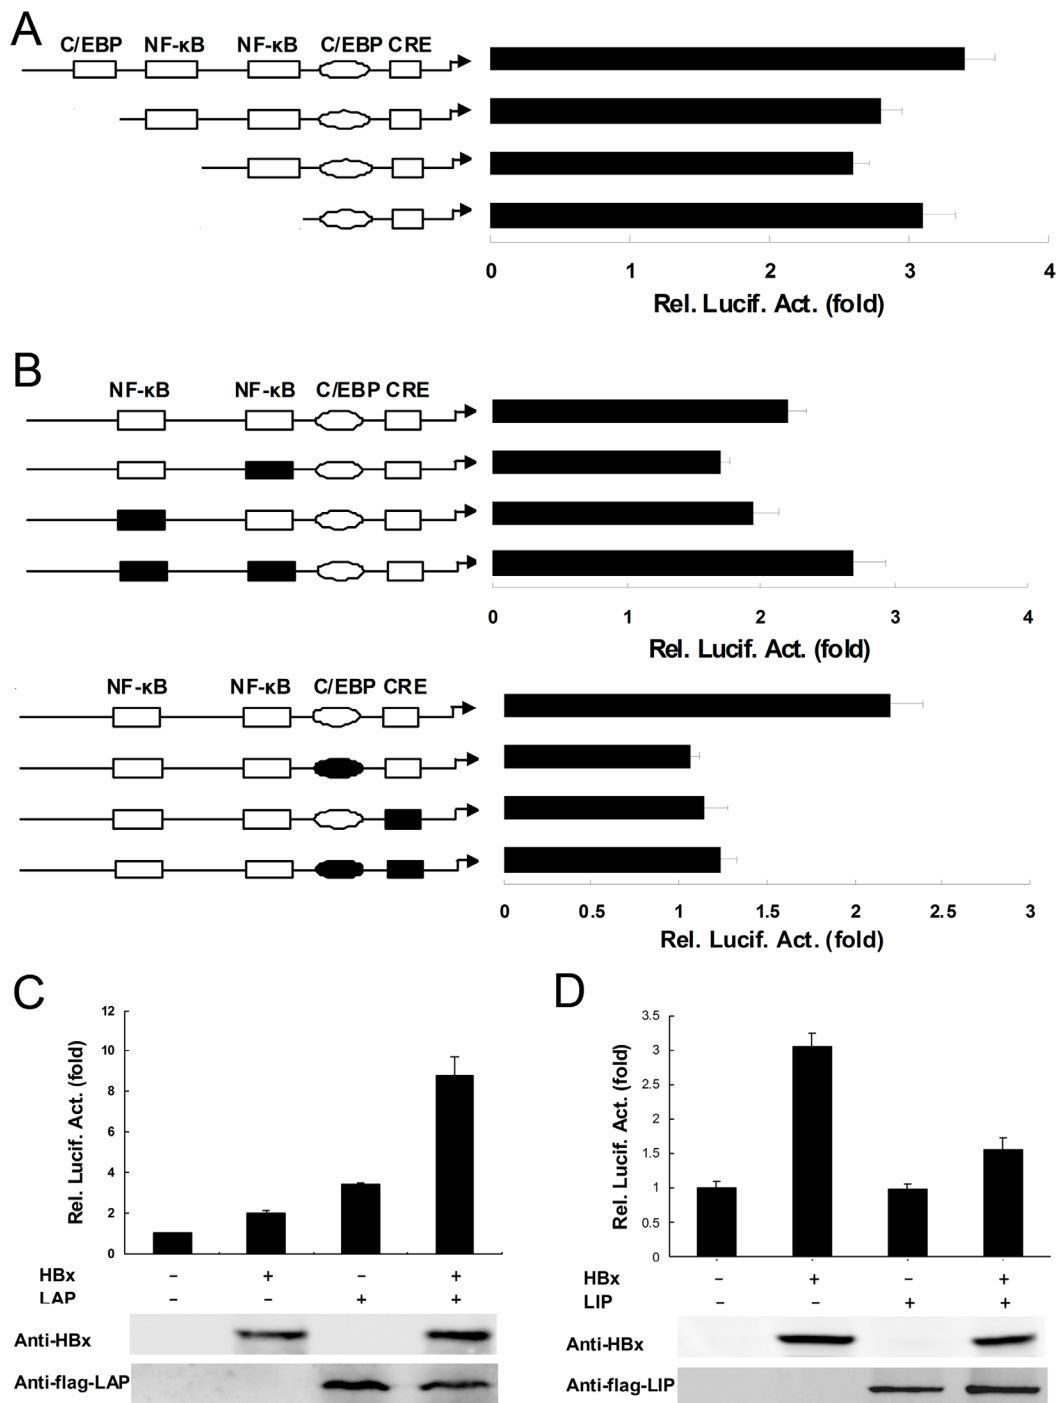 A
C/EBP NF-κB NF-κB C/EBP CRE
0 1 2 3 4
Rel. Lucif. Act. (fold)
B
NF-κB NF-κB C/EBP CRE
0 1 2 3 4
Rel. Lucif. Act. (fold)
NF-κB NF-κB C/EBP CRE
0 0.5 1 1.5 2 2.5 3
Rel. Lucif. Act. (fold)
C
Rel. Lucif. Act. (fold)
12
10
8
6
4
2
0
HBx − + − +
LAP − − + +
Anti-HBx
Anti-flag-LAP
D
Rel. Lucif. Act. (fold)
3.5
3
2.5
2
1.5
1
0.5
0
HBx − + − +
LIP − − + +
Anti-HBx
Anti-flag-LIP